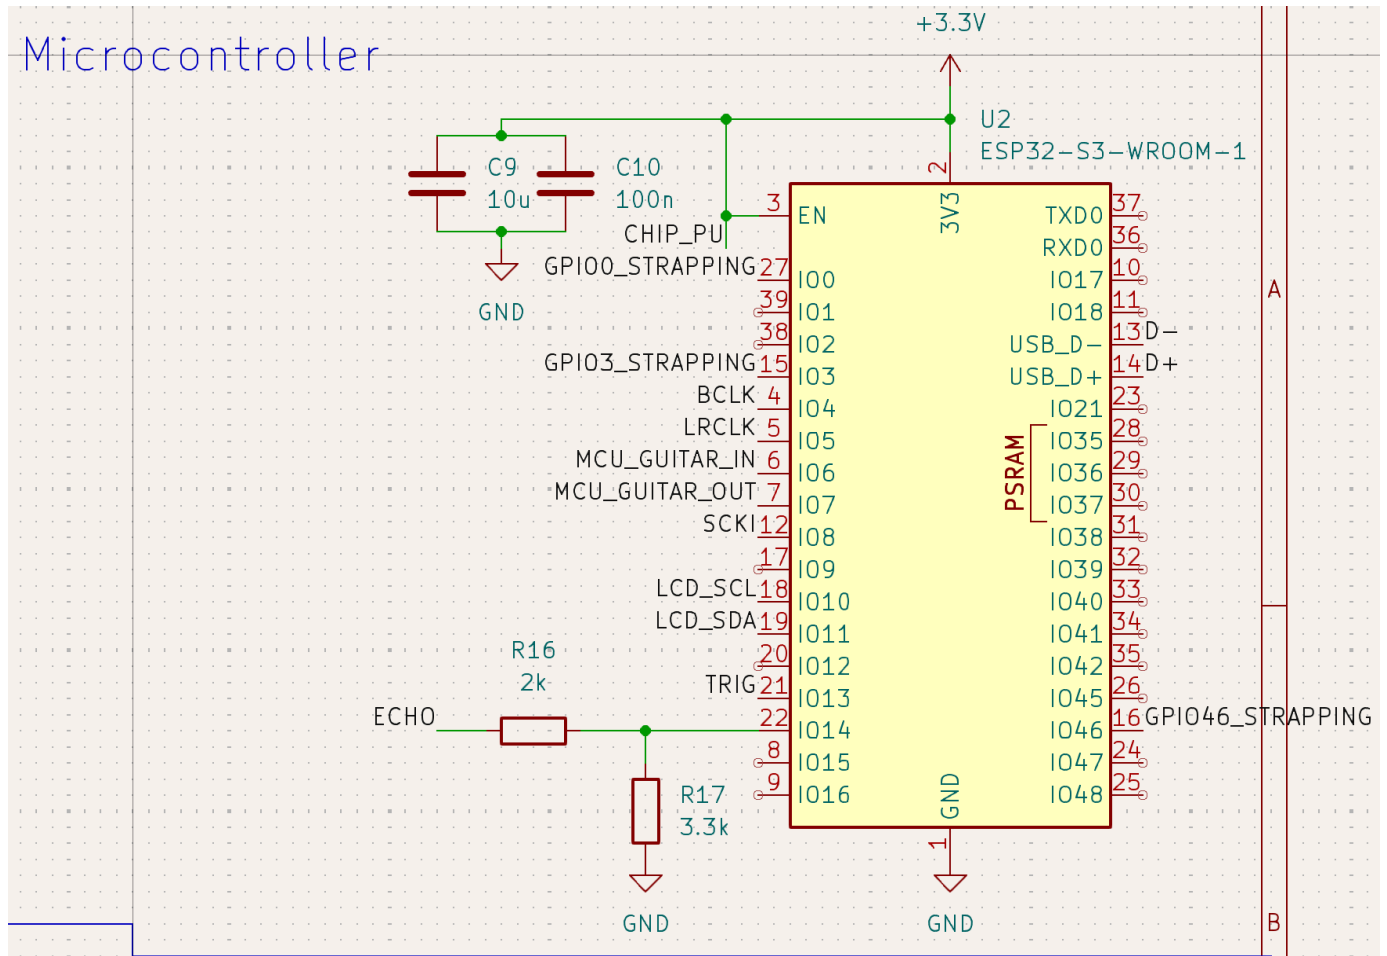 +3.3V
Microcontroller
U2
ESP32-S3-WROOM-1
C9
10u
C10
100n
GND
CHIP_PU
3 EN
GPIO0_STRAPPING 27 IO0
39 IO1
38 IO2
GPIO3_STRAPPING 15 IO3
BCLK 4 IO4
LRCLK 5 IO5
MCU_GUITAR_IN 6 IO6
MCU_GUITAR_OUT 7 IO7
SCKI 12 IO8
17 IO9
LCD_SCL 18 IO10
LCD_SDA 19 IO11
20 IO12
TRIG 21 IO13
22 IO14
8 IO15
9 IO16
2
3V3
TXD0 37
RXD0 36
IO17 10
IO18 11
USB_D- 13 D-
USB_D+ 14 D+
IO21 23
IO35 28
IO36 29
IO37 30
PSRAM
IO38 31
IO39 32
IO40 33
IO41 34
IO42 35
IO45 26
IO46 16 GPIO46_STRAPPING
IO47 24
IO48 25
GND
1
GND
ECHO
R16
2k
R17
3.3k
GND
A
B